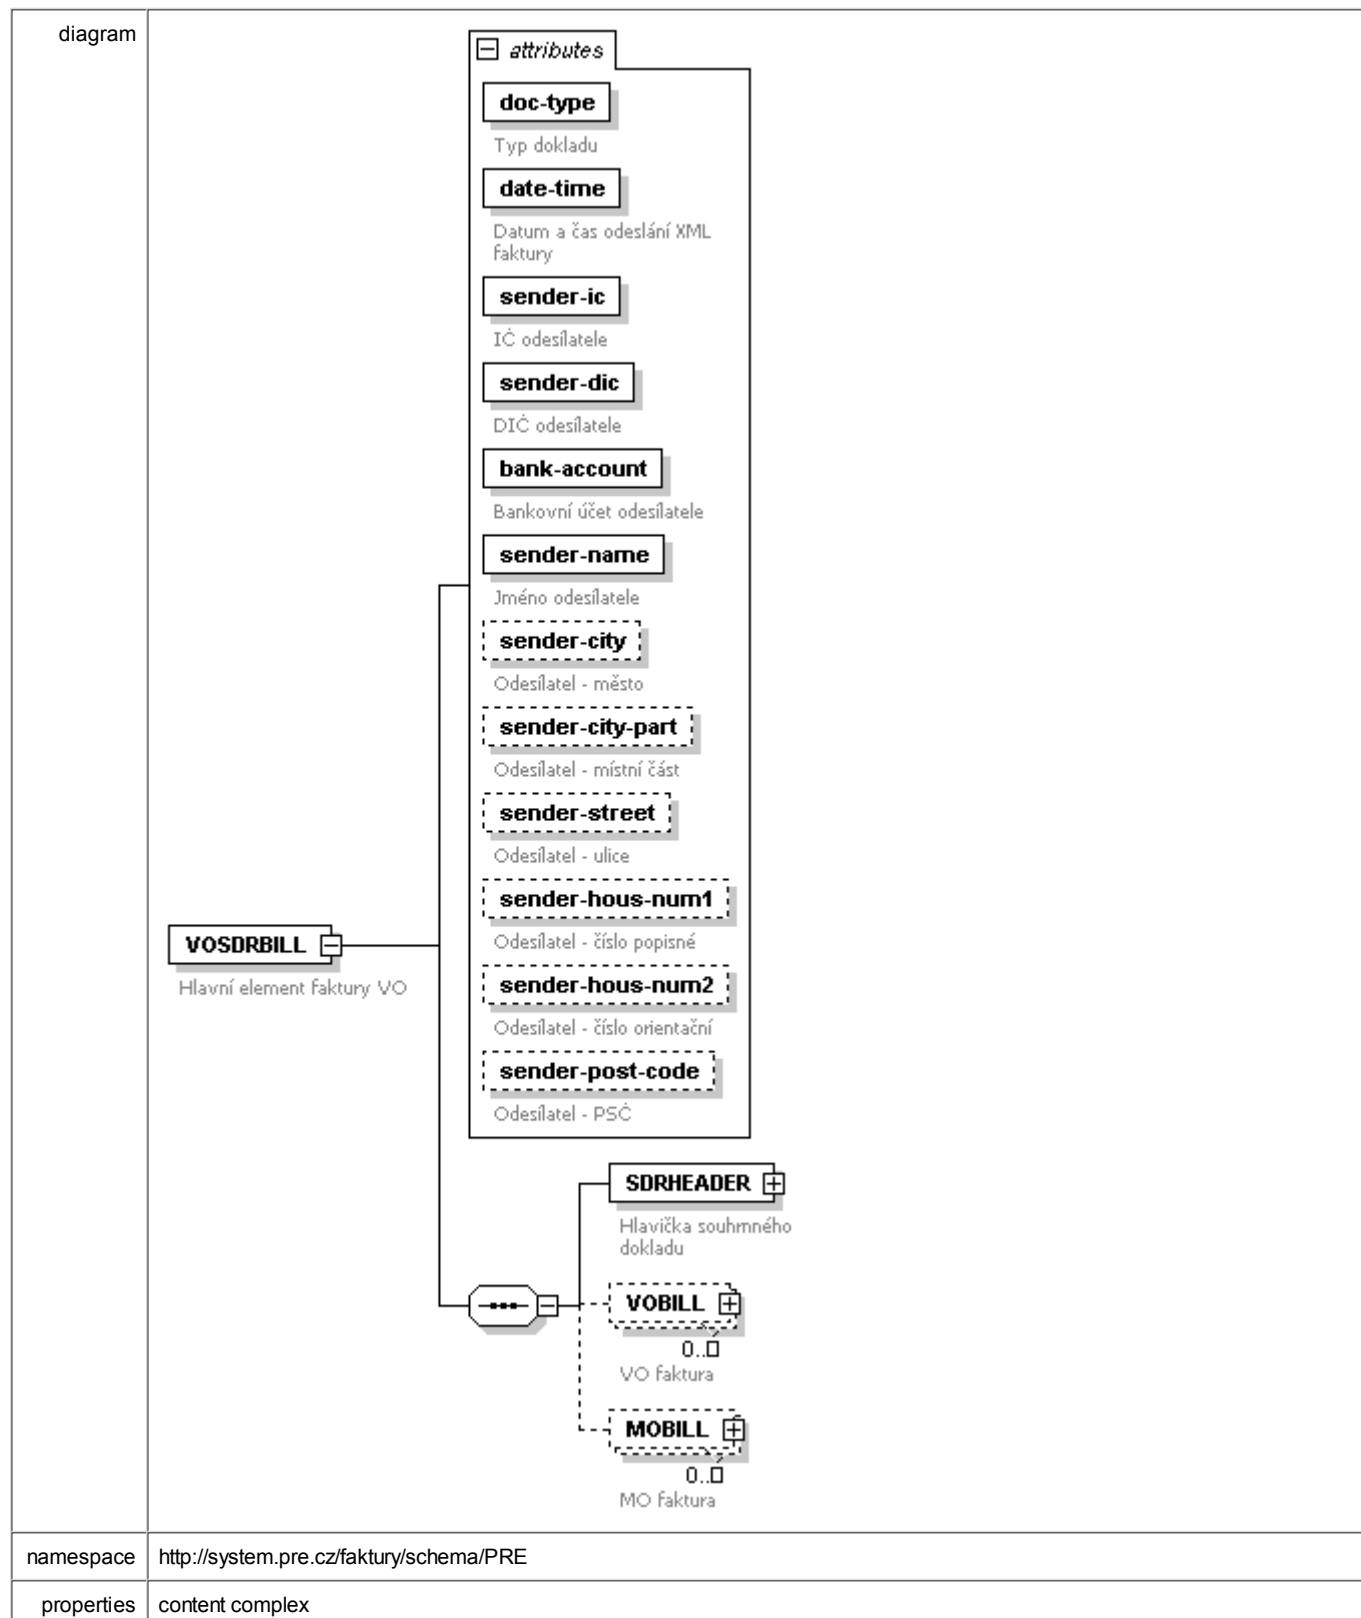 diagram
attributes
doc-type
Typ dokladu
date-time
Datum a čas odeslání XML
faktury
sender-ic
IČ odesílatele
sender-dic
DIČ odesílatele
bank-account
Bankovní účet odesílatele
sender-name
Jméno odesílatele
sender-city
Odesílatel - město
sender-city-part
Odesílatel - místní část
sender-street
Odesílatel - ulice
sender-hous-num1
Odesílatel - číslo popisné
sender-hous-num2
Odesílatel - číslo orientační
sender-post-code
Odesílatel - PSČ
VOSDRBILL
Hlavní element faktury VO
SDRHEADER
Hlavička souhmného
dokladu
VOBILL
0..□
VO faktura
MOBILL
0..□
MO faktura
namespace http://system.pre.cz/faktury/schema/PRE
properties content complex